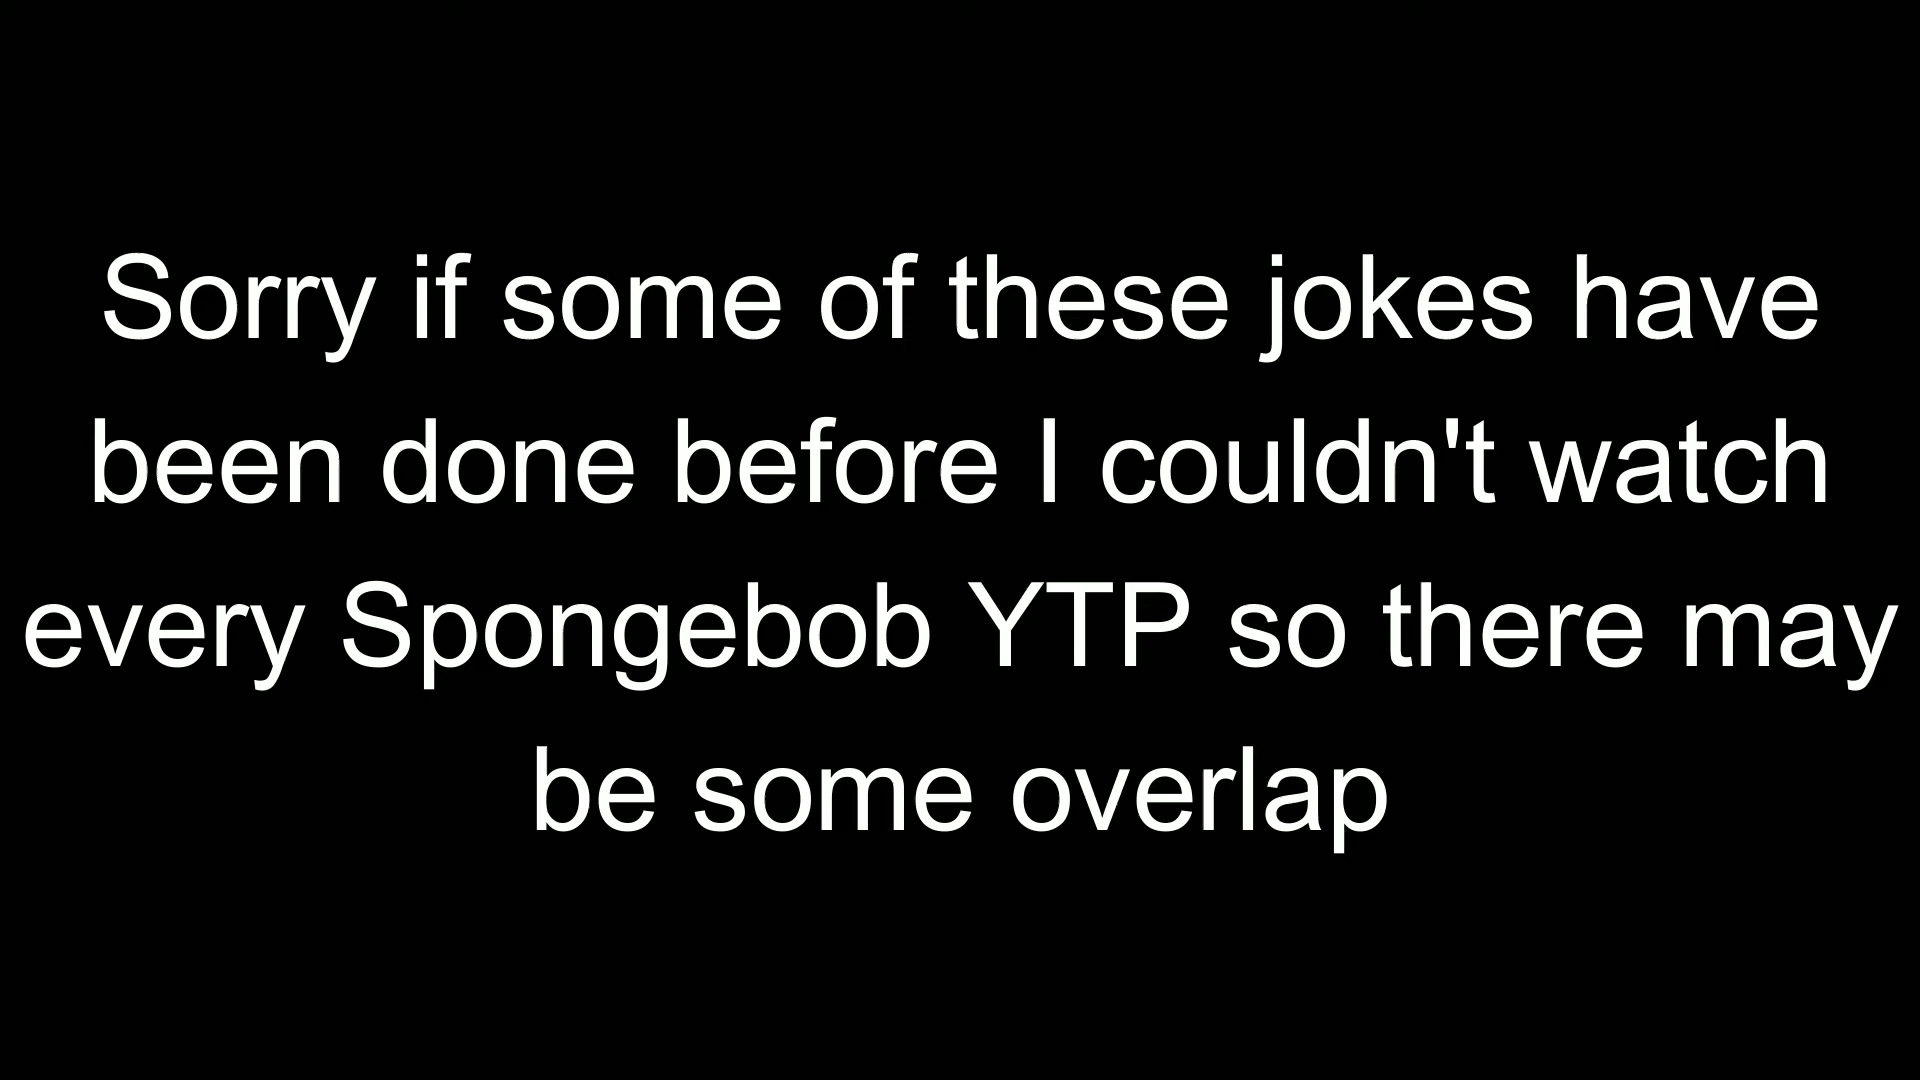 Sorry if some of these jokes have
been done before I couldn't watch
every Spongebob YTP so there may
be some overlap